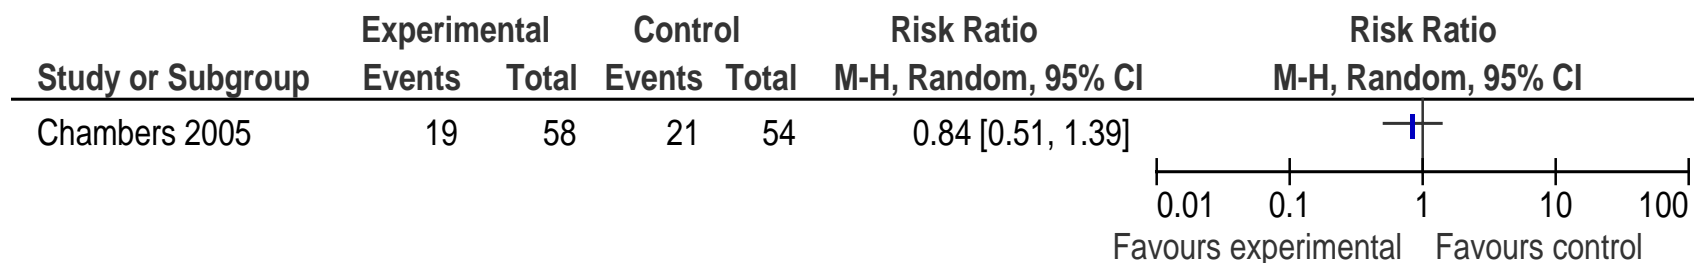 Experimental Control Risk Ratio Risk Ratio
Study or Subgroup Events Total Events Total M-H, Random, 95% CI M-H, Random, 95% CI
Chambers 2005 19 58 21 54 0.84 [0.51, 1.39]
0.01 0.1 1 10 100
Favours experimental Favours control